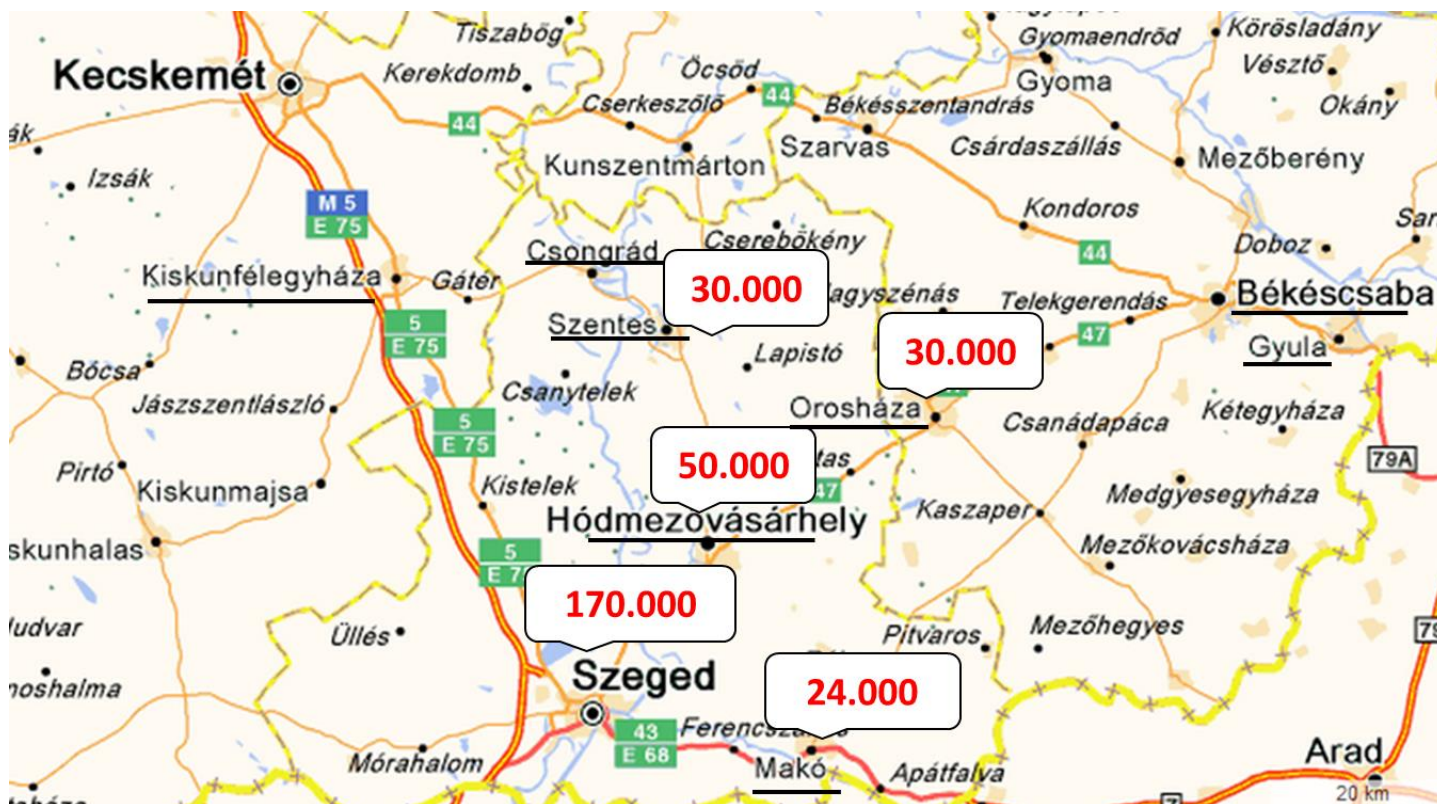 Tiszabög
Gyomaendrőd
Körösladány
Kecskemét
Kerekdomb
Öcsöd
Gyoma
Vésztő
44
Cserkeszőlő
Békésszentandrás
Okány
44
Kunszentmárton
Szarvas
Csárdaszállás
Mezőberény
Izsák
M 5
E 75
Kondoros
Csongrád
Cserebökény
44
Doboz
Kiskunfélegyháza
Gátér
30.000
Telekgerendás
Békéscsaba
5
E 75
Szentes
47
Gyula
Lapistó
30.000
Bócsa
Csanytelek
Jászszentlászló
Orosháza
Csanádapáca
Kétegyháza
5
E 75
50.000
79A
Pirtó
Kiskunmajsa
Kistelek
47
Medgyesegyháza
Hódmezővásárhely
Kaszaper
5
Mezőkovácsháza
170.000
Üllés
Pitvaros
Mezőhegyes
Szeged
24.000
43
E 68
Mórahalom
Makó
Apátfalva
Arad
20 km